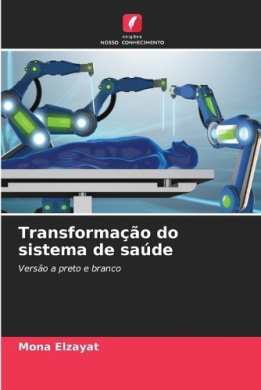 edições
NOSSO CONHECIMENTO
Transformação do
sistema de saúde
Versão a preto e branco
Mona Elzayat